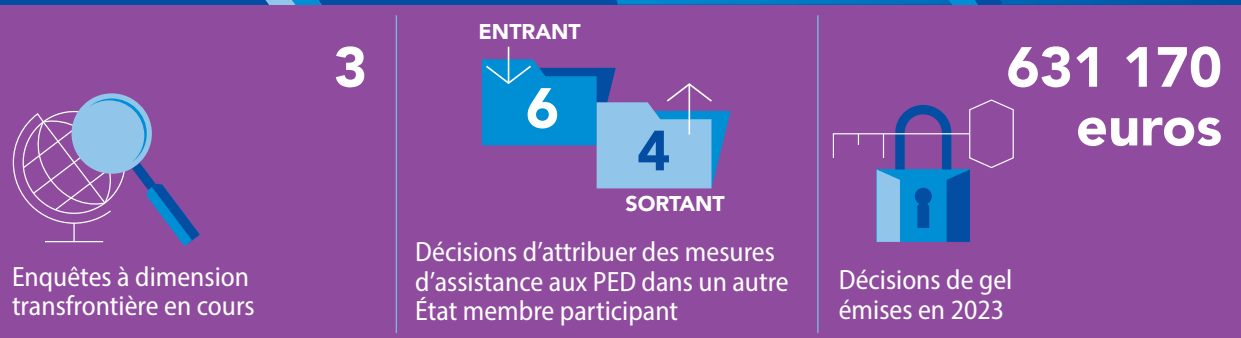 3
Enquêtes à dimension
transfrontière en cours
ENTRANT
6
4
SORTANT
Décisions d'attribuer des mesures
d'assistance aux PED dans un autre
État membre participant
631 170
euros
Décisions de gel
émises en 2023